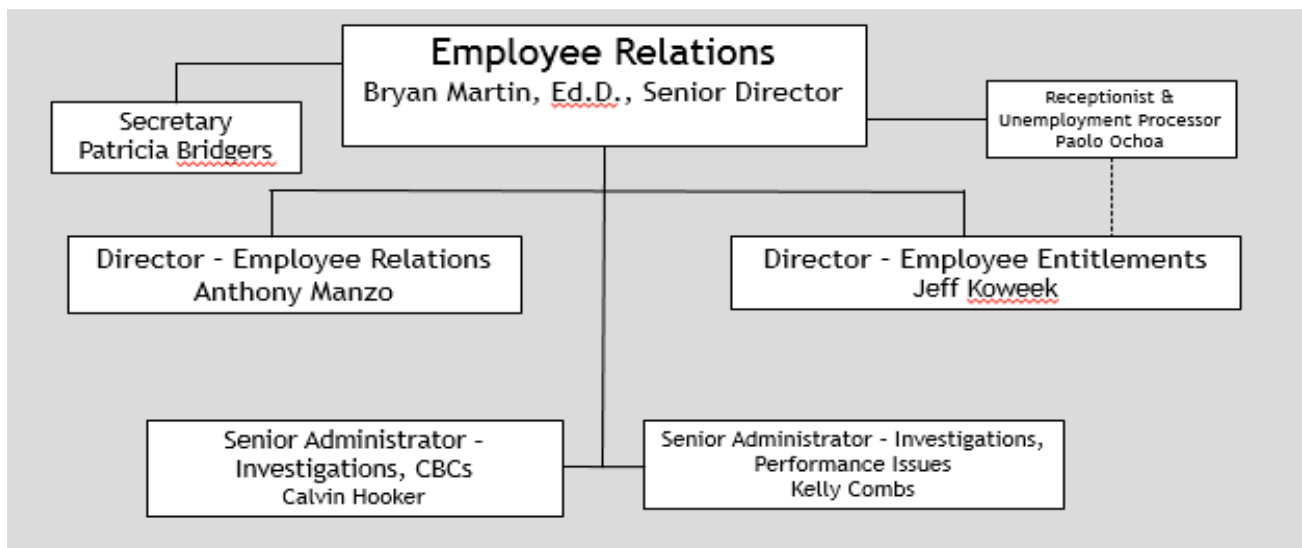 Employee Relations
Bryan Martin, Ed.D., Senior Director
Secretary
Patricia Bridgers
Receptionist &
Unemployment Processor
Paolo Ochoa
Director - Employee Relations
Anthony Manzo
Director - Employee Entitlements
Jeff Koweek
Senior Administrator -
Investigations, CBCs
Calvin Hooker
Senior Administrator - Investigations,
Performance Issues
Kelly Combs